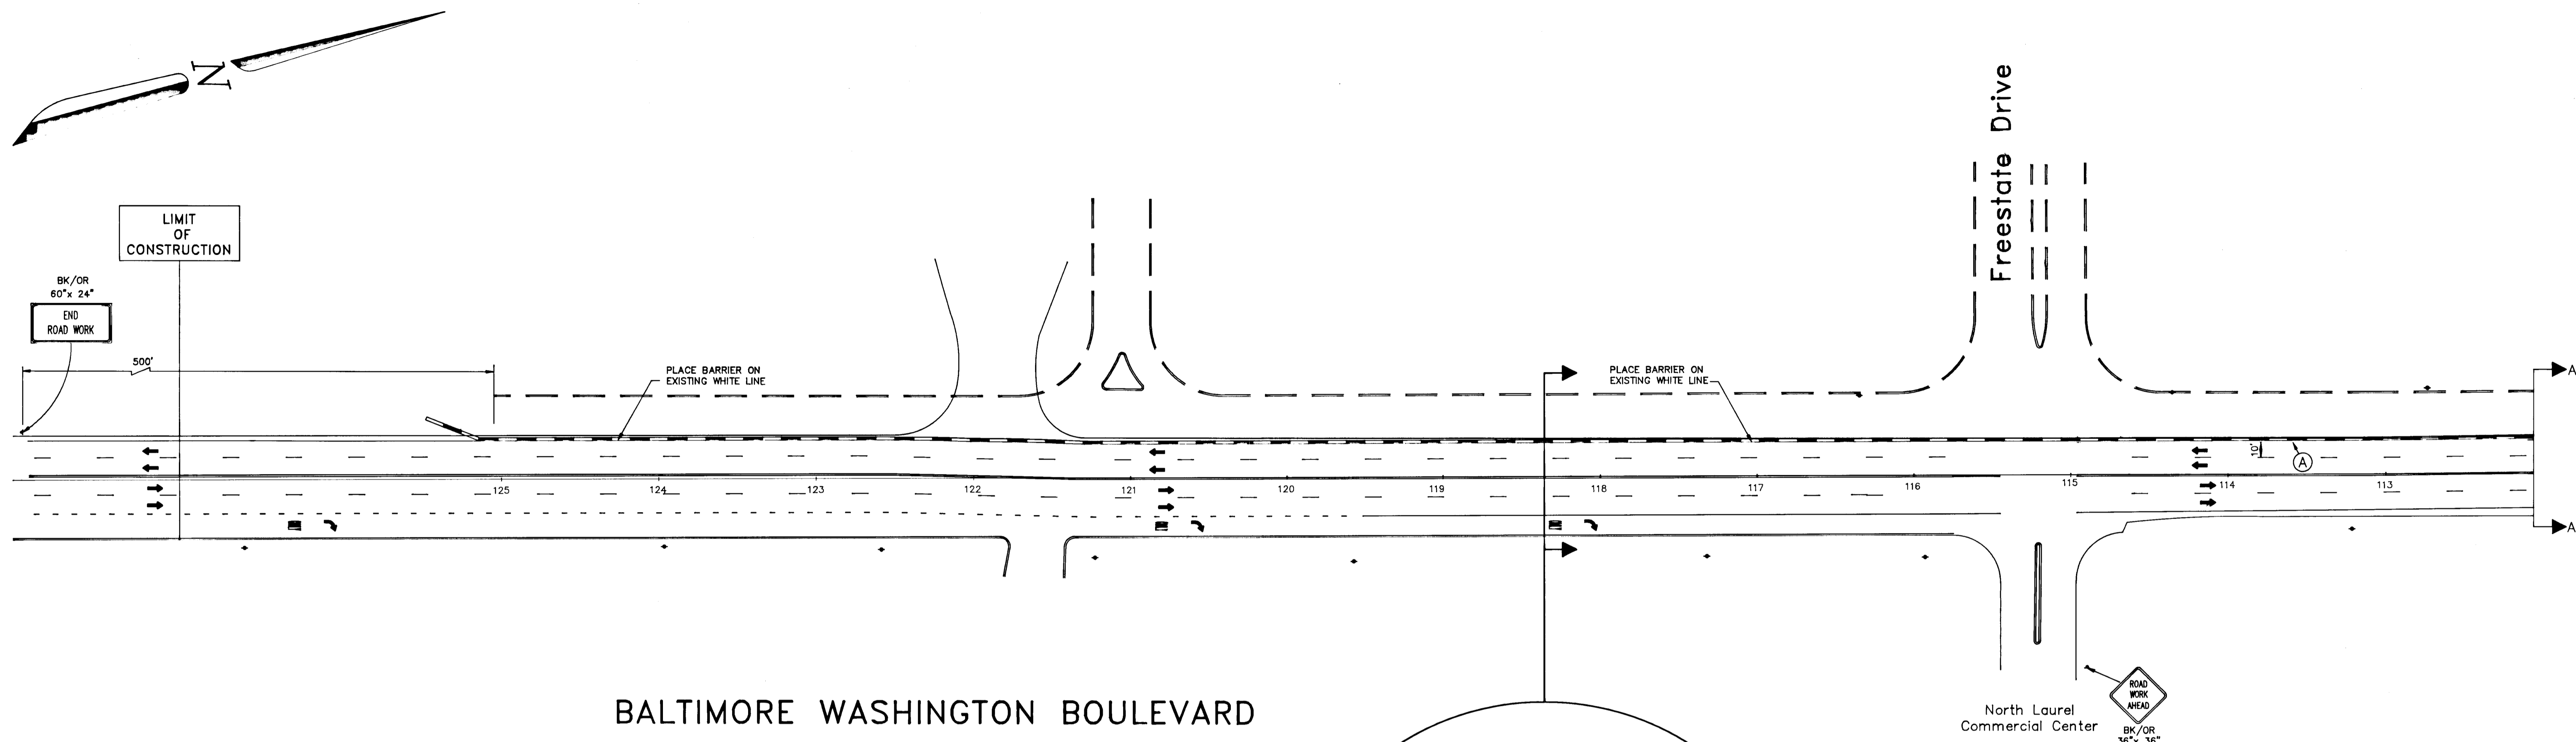 N
LIMIT
OF
CONSTRUCTION
BK/OR
60"x 24"
END
ROAD WORK
500'
PLACE BARRIER ON
EXISTING WHITE LINE
PLACE BARRIER ON
EXISTING WHITE LINE
Freestate Drive
A
10'
A
125
124
123
122
121
120
119
118
117
116
115
114
113
A
BALTIMORE WASHINGTON BOULEVARD
North Laurel
Commercial Center
ROAD
WORK
AHEAD
BK/OR
36"x 36"